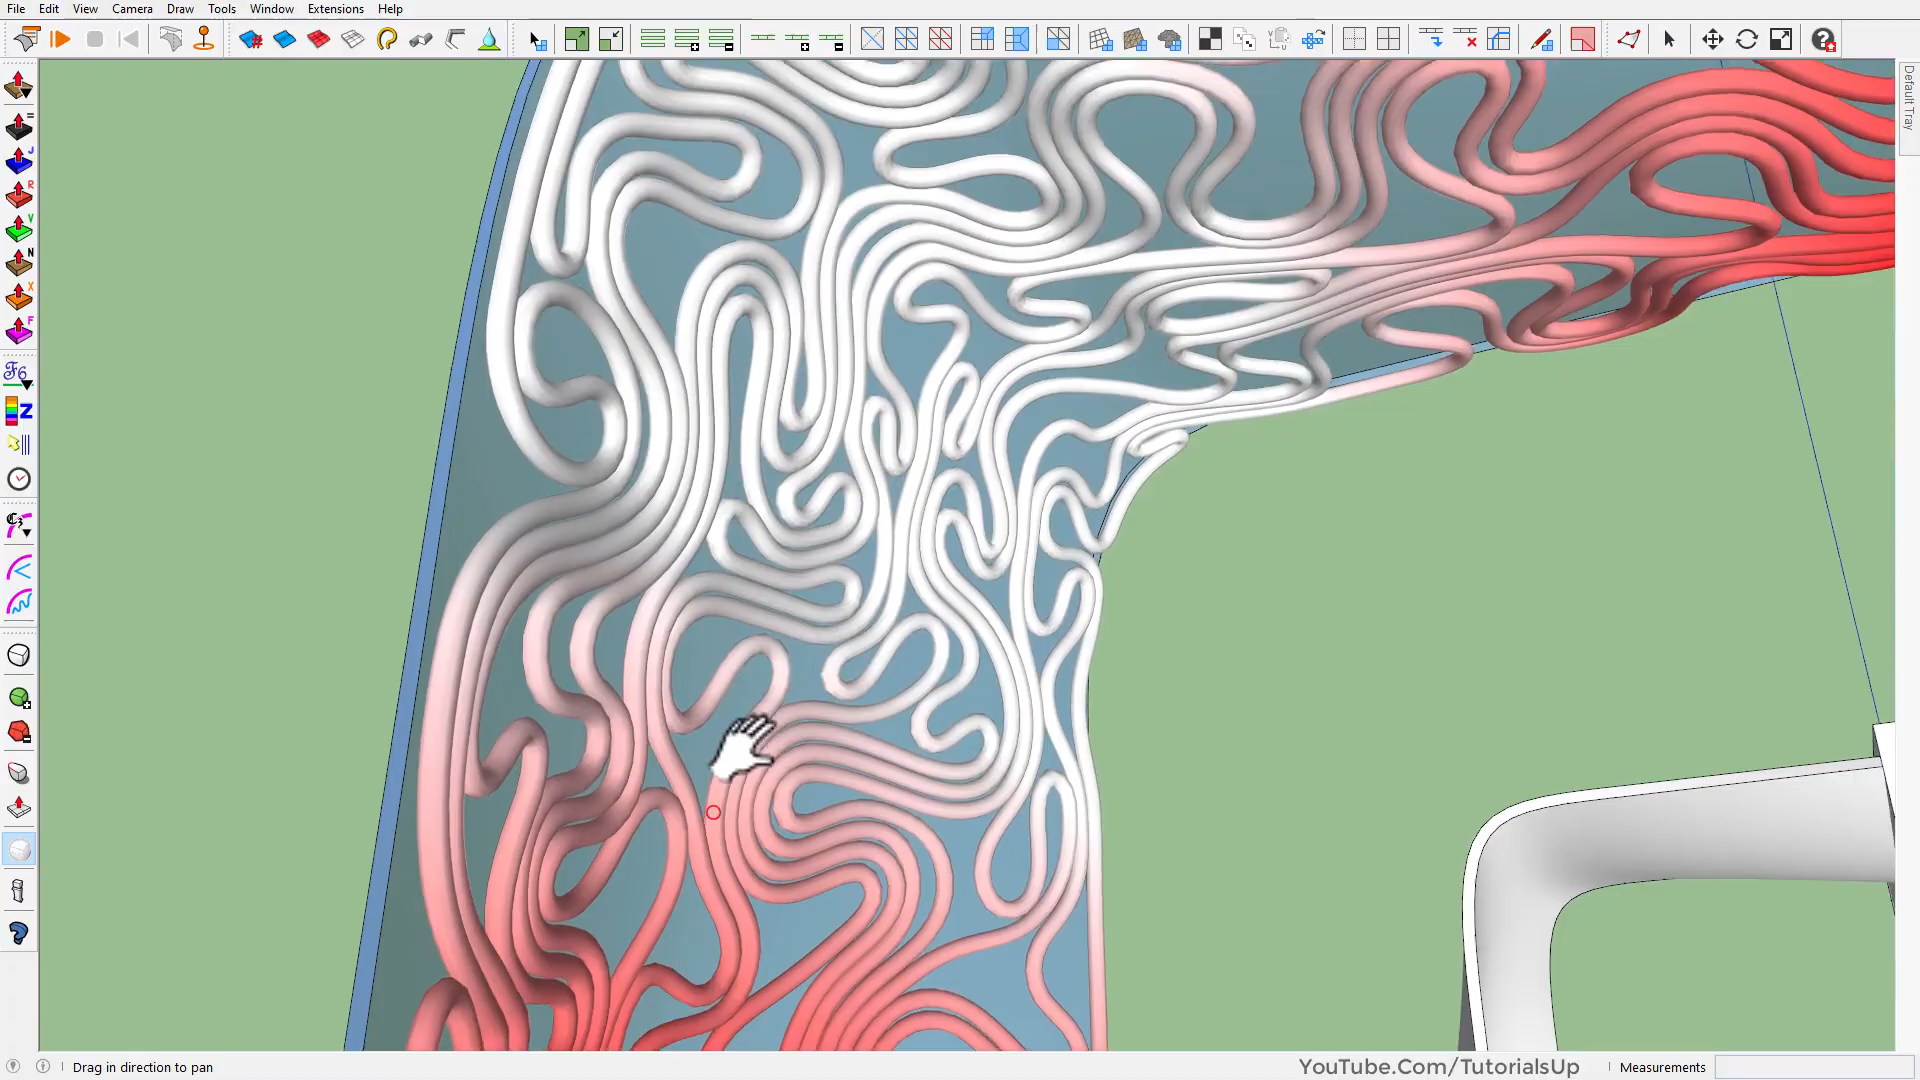 File Edit View Camera Draw Tools Window Extensions Help
Default Tray
=
J
R
V
N
X
F
F6
Z
Drag in direction to pan
YouTube.Com/TutorialsUp
Measurements